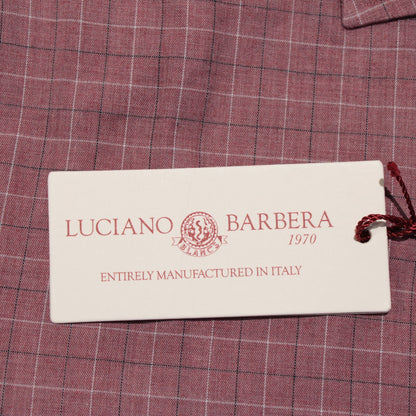 LUCIANO BARBERA
1970
ENTIRELY MANUFACTURED IN ITALY